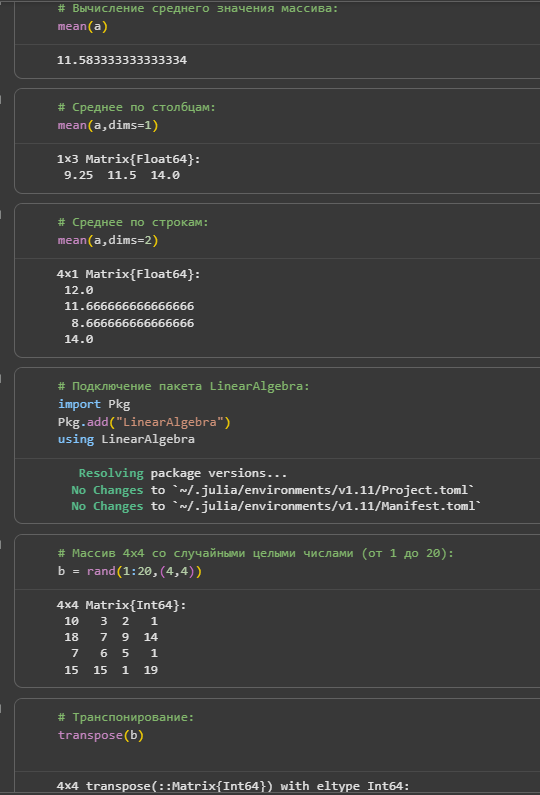 # Вычисление среднего значения массива:
mean(a)
11.583333333333334
# Среднее по столбцам:
mean(a,dims=1)
1×3 Matrix{Float64}:
 9.25  11.5  14.0
# Среднее по строкам:
mean(a,dims=2)
4×1 Matrix{Float64}:
 12.0
 11.666666666666666
  8.666666666666666
 14.0
# Подключение пакета LinearAlgebra:
import Pkg
Pkg.add("LinearAlgebra")
using LinearAlgebra
   Resolving package versions...
  No Changes to `~/.julia/environments/v1.11/Project.toml`
  No Changes to `~/.julia/environments/v1.11/Manifest.toml`
# Массив 4x4 со случайными целыми числами (от 1 до 20):
b = rand(1:20,(4,4))
4×4 Matrix{Int64}:
 10   3  2   1
 18   7  9  14
  7   6  5   1
 15  15  1  19
# Транспонирование:
transpose(b)
4×4 transpose(::Matrix{Int64}) with eltype Int64: